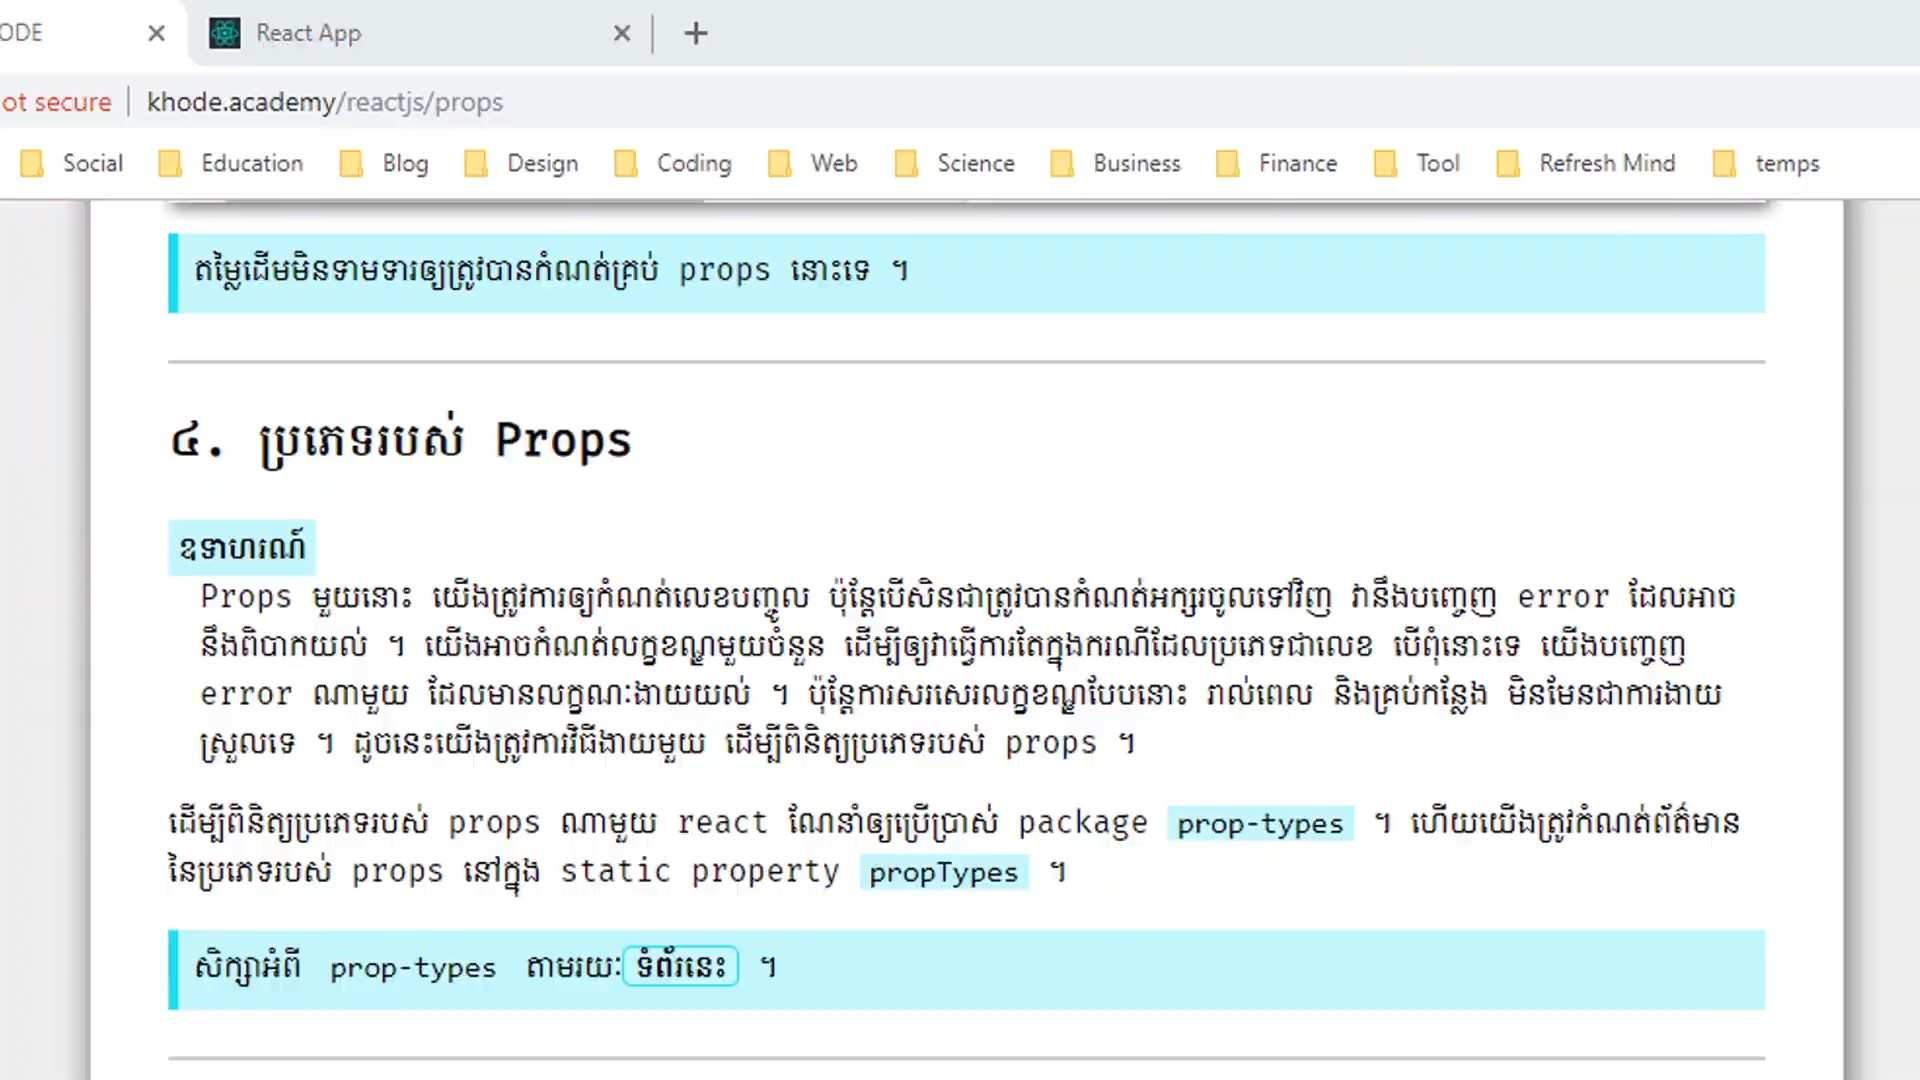 ODE
React App
ot secure
khode.academy/reactjs/props
Social Education Blog Design Coding Web Science Business Finance Tool Refresh Mind temps
តម្លៃដើមមិនទាមទារឲ្យត្រូវបានកំណត់គ្រប់ props នោះទេ ។
៤. ប្រភេទរបស់ Props
ឧទាហរណ៍
Props មួយនោះ យើងត្រូវការឲ្យកំណត់លេខបញ្ចូល ប៉ុន្តែបើសិនជាត្រូវបានកំណត់អក្សរចូលទៅវិញ វានឹងបញ្ចេញ error ដែលអាច
នឹងពិបាកយល់ ។ យើងអាចកំណត់លក្ខខណ្ឌមួយចំនួន ដើម្បីឲ្យវាធ្វើការតែក្នុងករណីដែលប្រភេទជាលេខ បើពុំនោះទេ យើងបញ្ចេញ
error ណាមួយ ដែលមានលក្ខណៈងាយយល់ ។ ប៉ុន្តែការសរសេរលក្ខខណ្ឌបែបនោះ រាល់ពេល និងគ្រប់កន្លែង មិនមែនជាការងាយ
ស្រួលទេ ។ ដូចនេះយើងត្រូវការវិធីងាយមួយ ដើម្បីពិនិត្យប្រភេទរបស់ props ។
ដើម្បីពិនិត្យប្រភេទរបស់ props ណាមួយ react ណែនាំឲ្យប្រើប្រាស់ package prop-types ។ ហើយយើងត្រូវកំណត់ព័ត៌មាន
នៃប្រភេទរបស់ props នៅក្នុង static property propTypes ។
សិក្សាអំពី prop-types តាមរយៈ ទំព័រនេះ ។